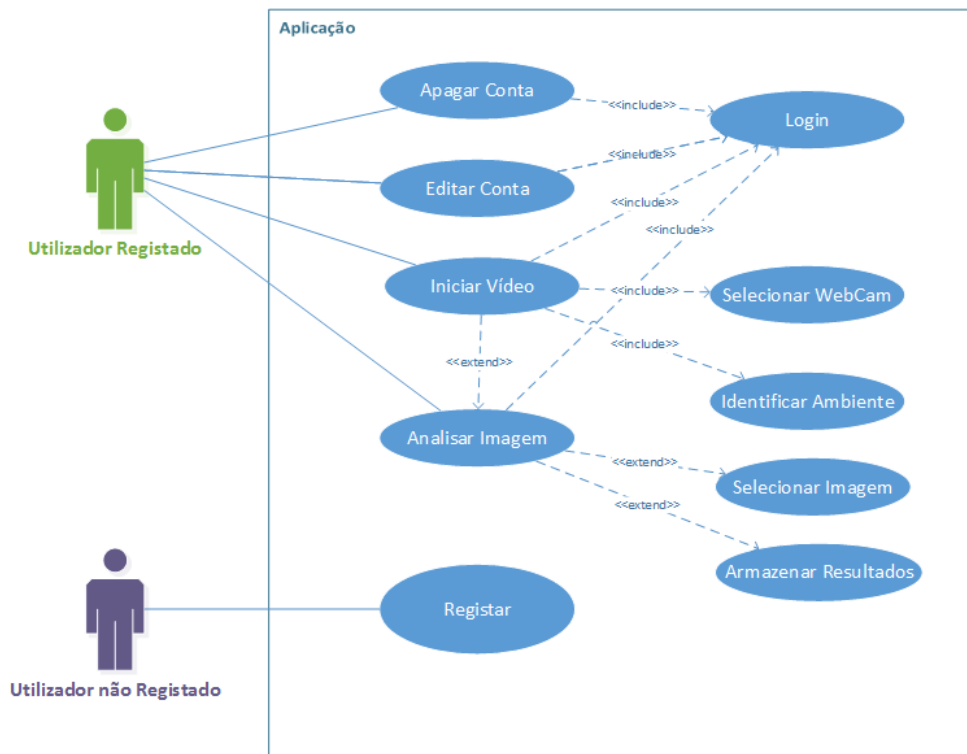 Aplicação
Apagar Conta
<<include>>
Login
<<include>>
Editar Conta
<<include>>
<<include>>
Utilizador Registado
Iniciar Vídeo
<<include>>
Selecionar WebCam
<<include>>
<<extend>>
Identificar Ambiente
Analisar Imagem
<<extend>>
Selecionar Imagem
<<extend>>
Armazenar Resultados
Registar
Utilizador não Registado